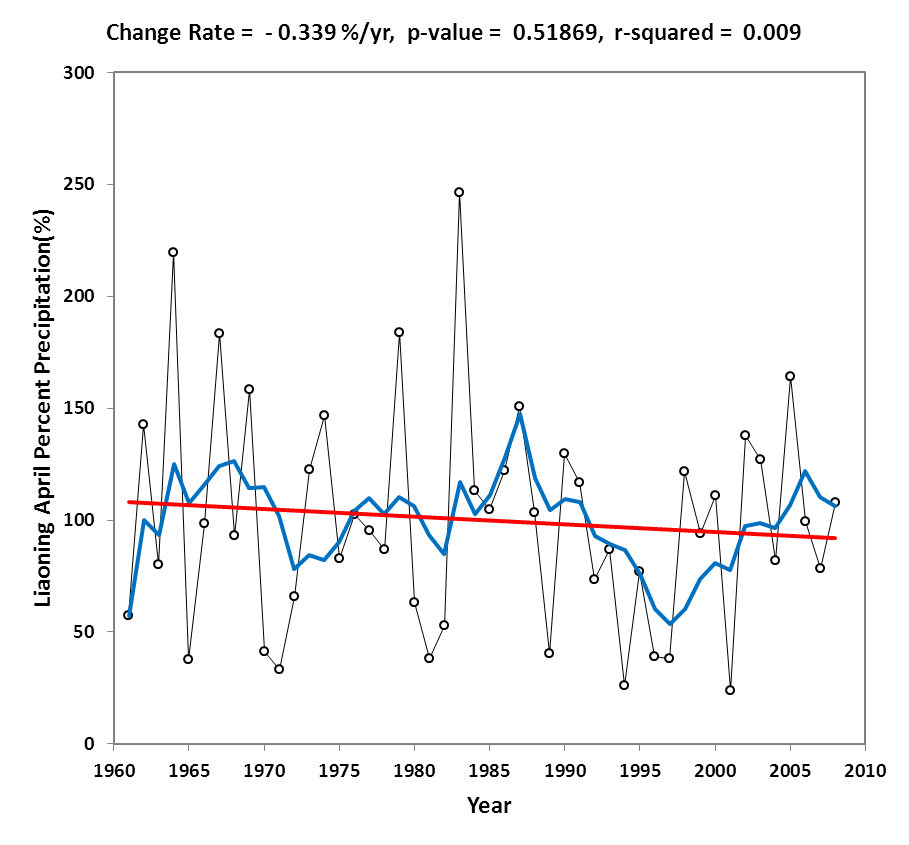 Change Rate = - 0.339 %/yr, p-value = 0.51869, r-squared = 0.009
300
250
200
150
100
50
0
Liaoning April Percent Precipitation(%)
1960 1965 1970 1975 1980 1985 1990 1995 2000 2005 2010
Year